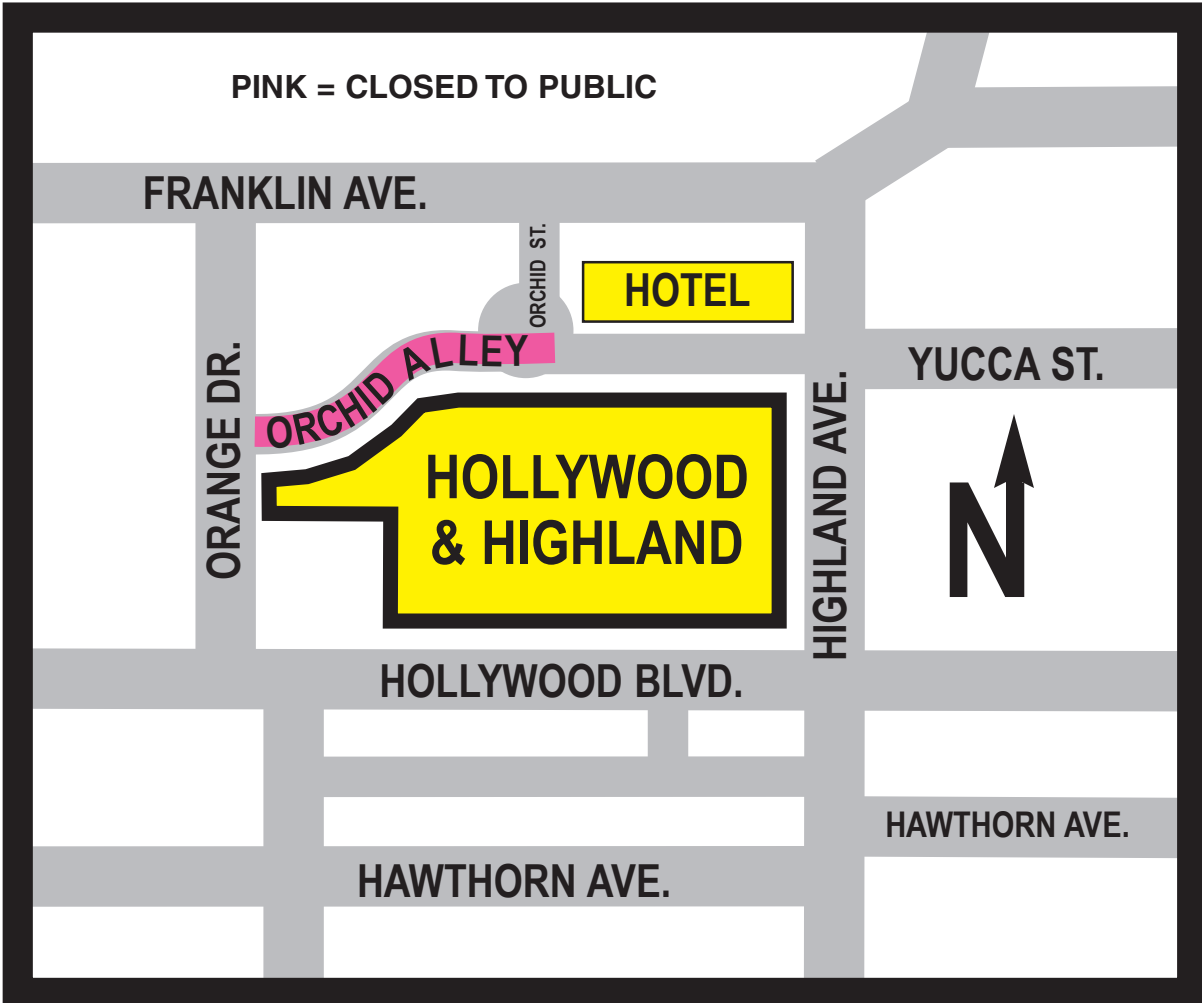 PINK = CLOSED TO PUBLIC
FRANKLIN AVE.
ORCHID ST.
HOTEL
ORCHID ALLEY
YUCCA ST.
ORANGE DR.
HOLLYWOOD
& HIGHLAND
HIGHLAND AVE.
N
HOLLYWOOD BLVD.
HAWTHORN AVE.
HAWTHORN AVE.